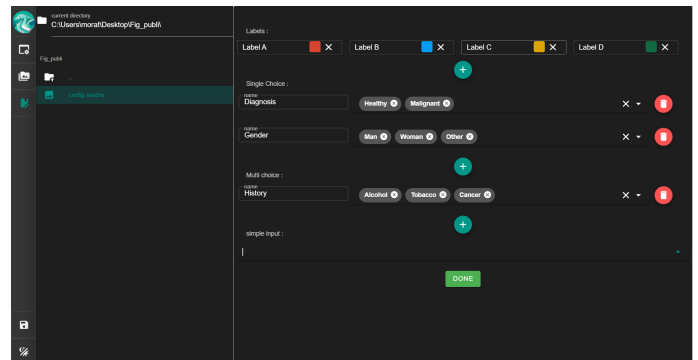 current directory
C:\Users\morat\Desktop\Fig_publi\
Fig_publi
..
config.mextra
Labels :
Label A
Label B
Label C
Label D
Single Choice :
name
Diagnosis
Healthy
Malignant
name
Gender
Man
Woman
Other
Multi choice :
name
History
Alcohol
Tobacco
Cancer
simple input :
DONE